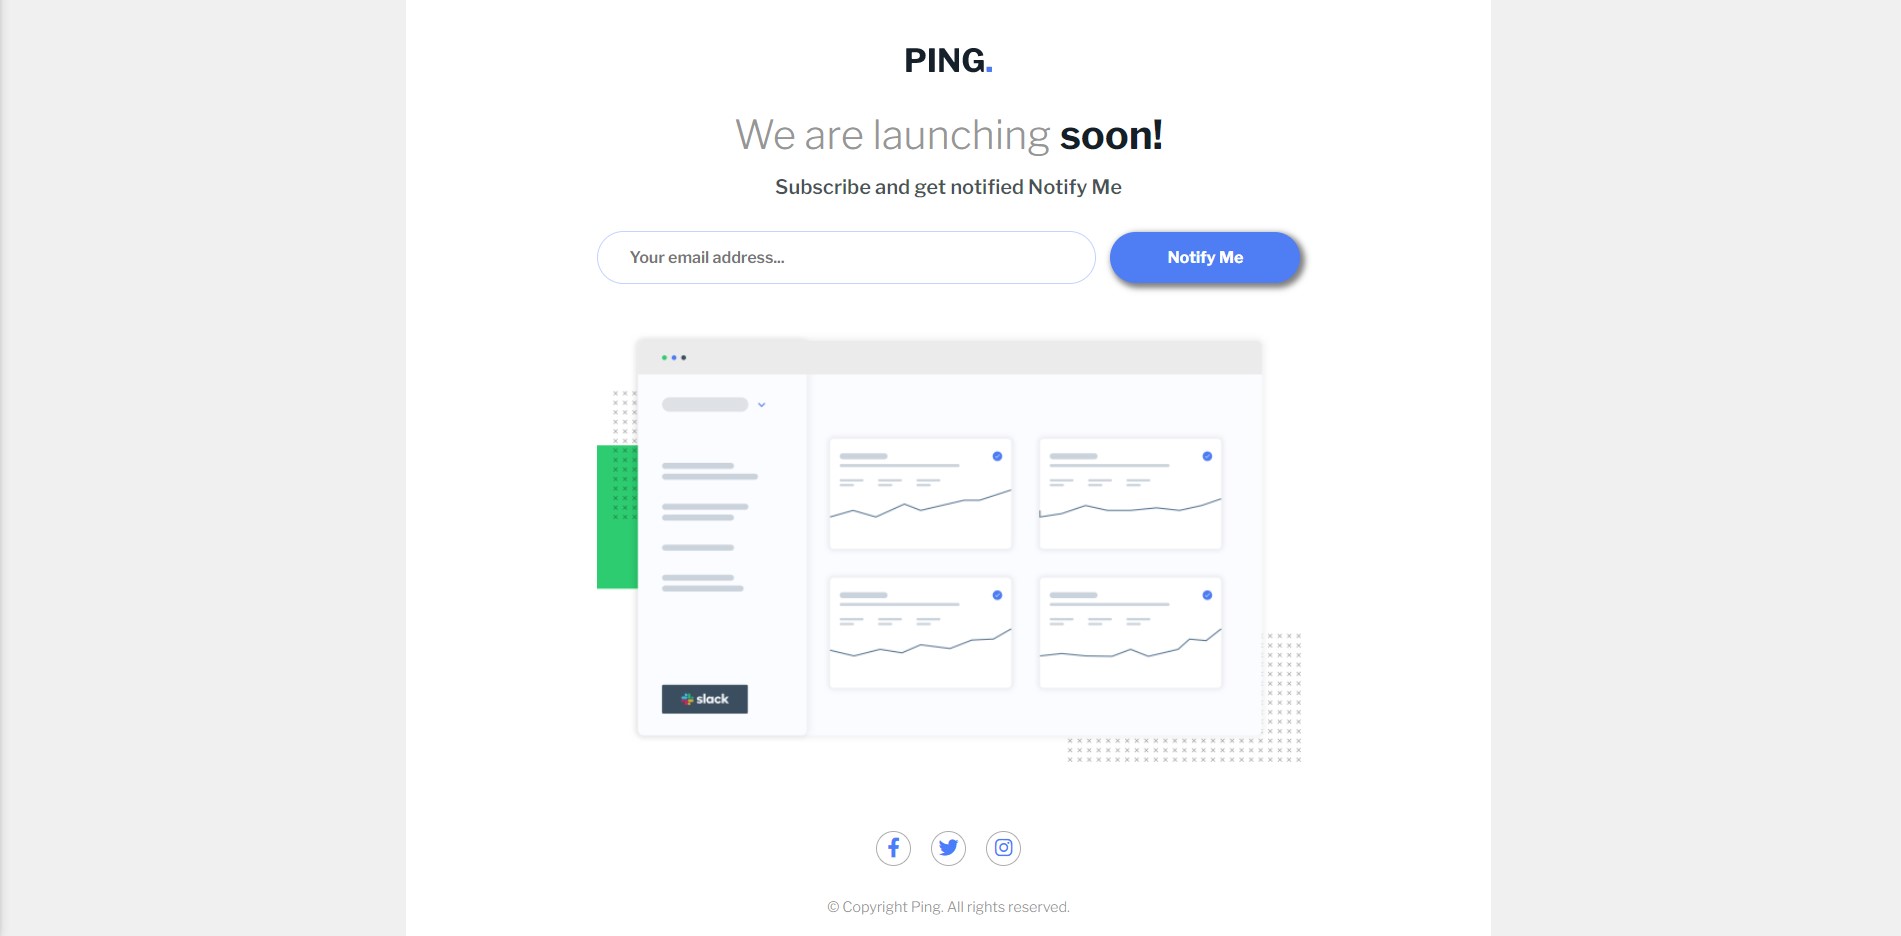 PING.
We are launching soon!
Subscribe and get notified Notify Me
Your email address...
Notify Me
slack
© Copyright Ping. All rights reserved.